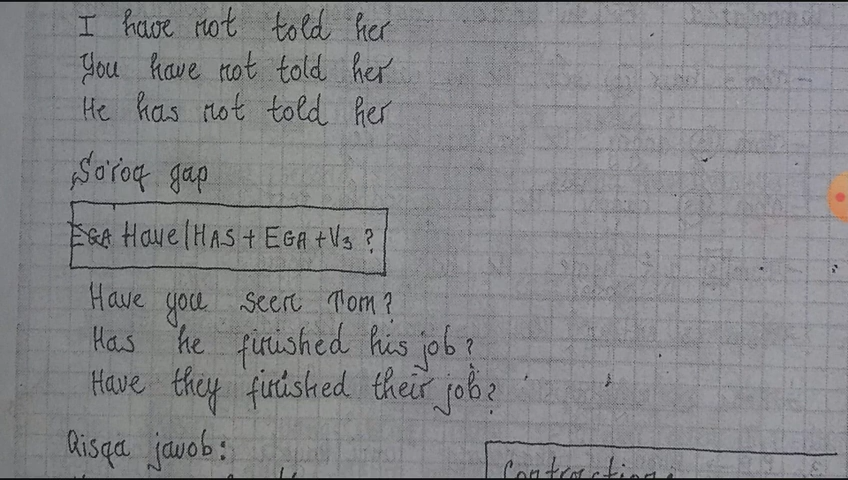 I have not told her
You have not told her
He has not told her
So'roq gap
EGA Have/HAS + EGA + V3 ?
Have you seen Tom?
Has he finished his job?
Have they finished their job?
Qisqa javob:
Contractions